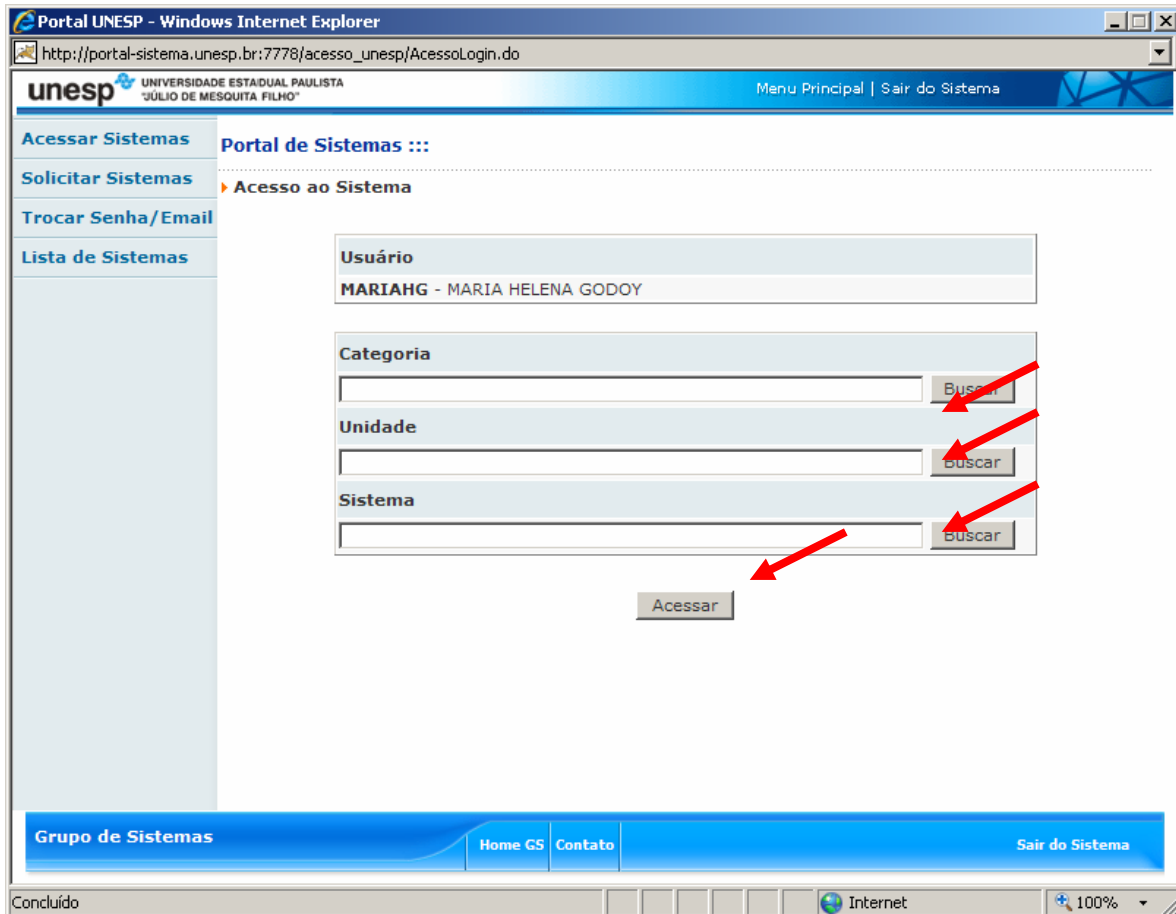 Portal UNESP - Windows Internet Explorer
http://portal-sistema.unesp.br:7778/acesso_unesp/AcessoLogin.do
unesp UNIVERSIDADE ESTADUAL PAULISTA
"JÚLIO DE MESQUITA FILHO"
Menu Principal | Sair do Sistema
Acessar Sistemas
Solicitar Sistemas
Trocar Senha/Email
Lista de Sistemas
Portal de Sistemas :::
Acesso ao Sistema
Usuário
MARIAHG - MARIA HELENA GODOY
Categoria
Buscar
Unidade
Buscar
Sistema
Buscar
Acessar
Grupo de Sistemas
Home GS Contato
Sair do Sistema
Concluído
Internet
100%